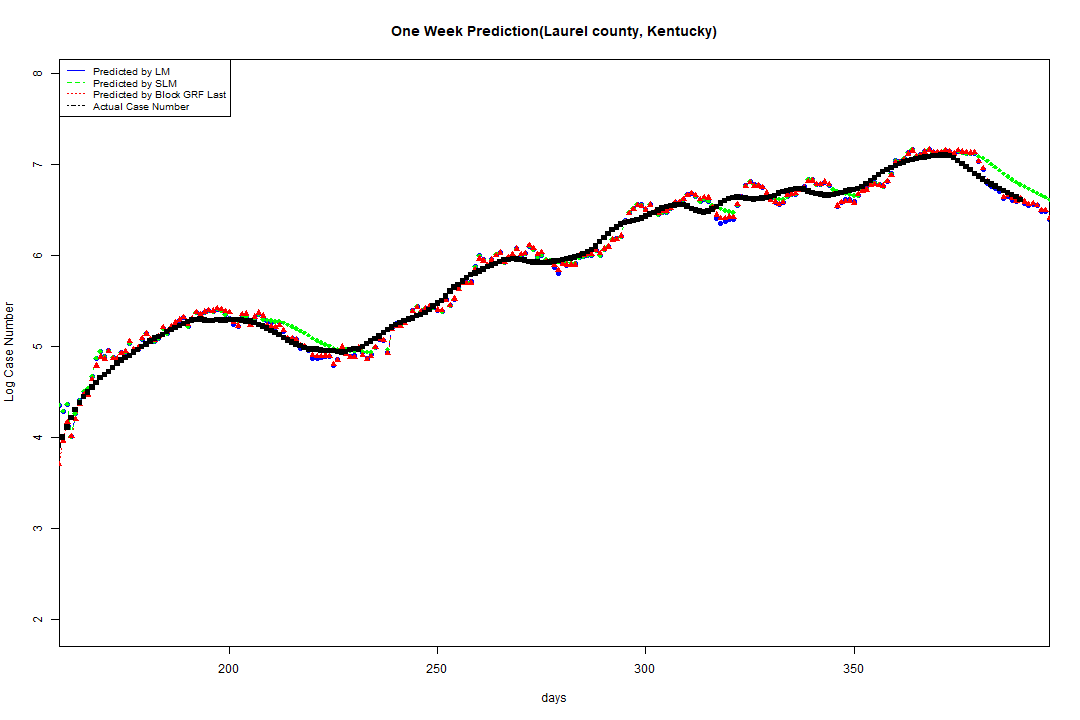 One Week Prediction(Laurel county, Kentucky)
Predicted by LM
Predicted by SLM
Predicted by Block GRF Last
Actual Case Number
8
7
6
5
4
3
2
Log Case Number
200
250
300
350
days